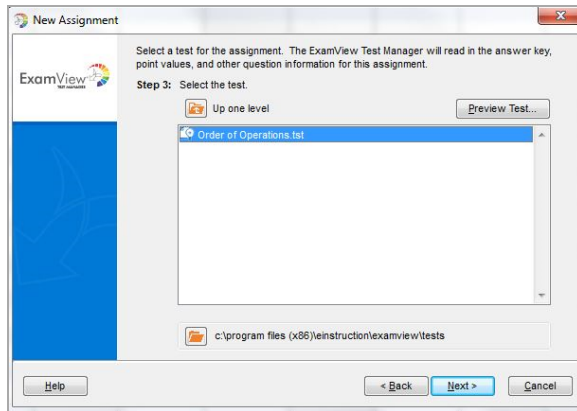 New Assignment
Select a test for the assignment. The ExamView Test Manager will read in the answer key,
point values, and other question information for this assignment.
ExamView
Step 3: Select the test.
Up one level
Preview Test...
Order of Operations.tst
c:\program files (x86)\einstruction\examview\tests
Help
< Back
Next >
Cancel